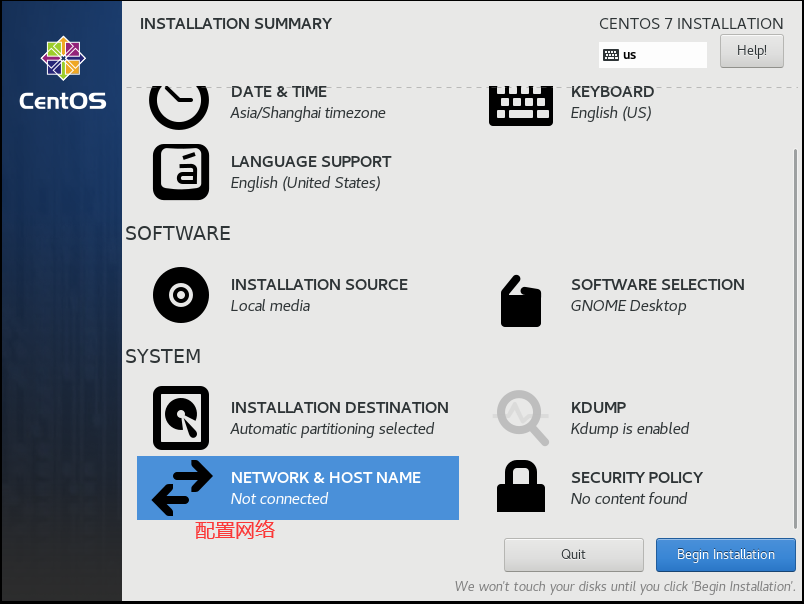 INSTALLATION SUMMARY
CENTOS 7 INSTALLATION
us
Help!
CentOS
DATE & TIME
Asia/Shanghai timezone
KEYBOARD
English (US)
LANGUAGE SUPPORT
English (United States)
SOFTWARE
INSTALLATION SOURCE
Local media
SOFTWARE SELECTION
GNOME Desktop
SYSTEM
INSTALLATION DESTINATION
Automatic partitioning selected
KDUMP
Kdump is enabled
NETWORK & HOST NAME
Not connected
SECURITY POLICY
No content found
配置网络
Quit
Begin Installation
We won't touch your disks until you click 'Begin Installation'.